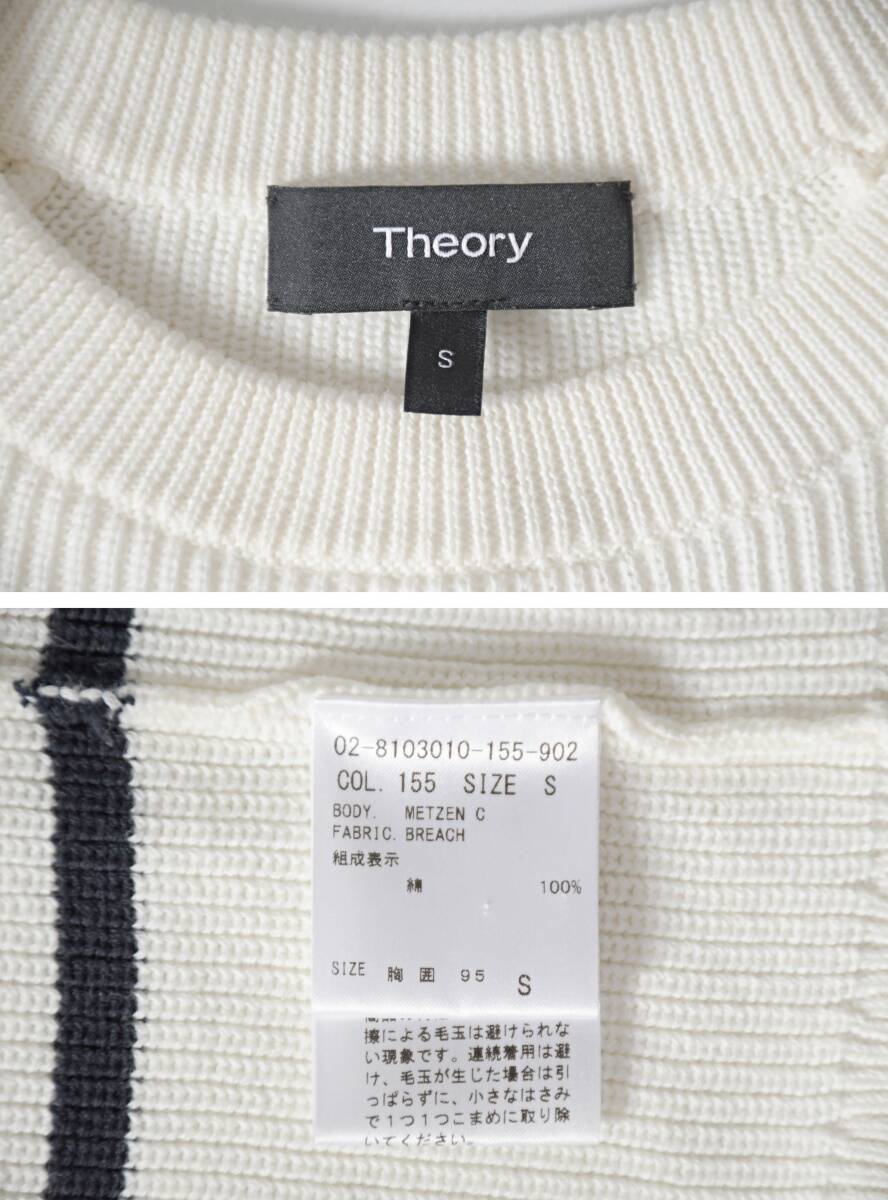 Theory
S
02-8103010-155-902
COL. 155 SIZE S
BODY. METZEN C
FABRIC. BREACH
組成表示
綿 100%
SIZE 胸囲 95 S
擦による毛玉は避けられな
い現象です。連続着用は避
け、毛玉が生じた場合は引
っぱらずに、小さなはさみ
で1つ1つこまめに取り除
いてください。